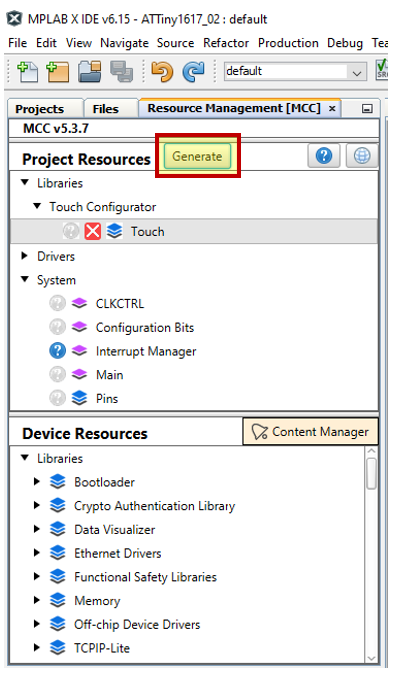 MPLAB X IDE v6.15 - ATTiny1617_02 : default
File Edit View Navigate Source Refactor Production Debug Tea
default
Projects Files Resource Management [MCC] ×
MCC v5.3.7
Project Resources Generate
Libraries
Touch Configurator
Touch
Drivers
System
CLKCTRL
Configuration Bits
Interrupt Manager
Main
Pins
Device Resources Content Manager
Libraries
Bootloader
Crypto Authentication Library
Data Visualizer
Ethernet Drivers
Functional Safety Libraries
Memory
Off-chip Device Drivers
TCPIP-Lite